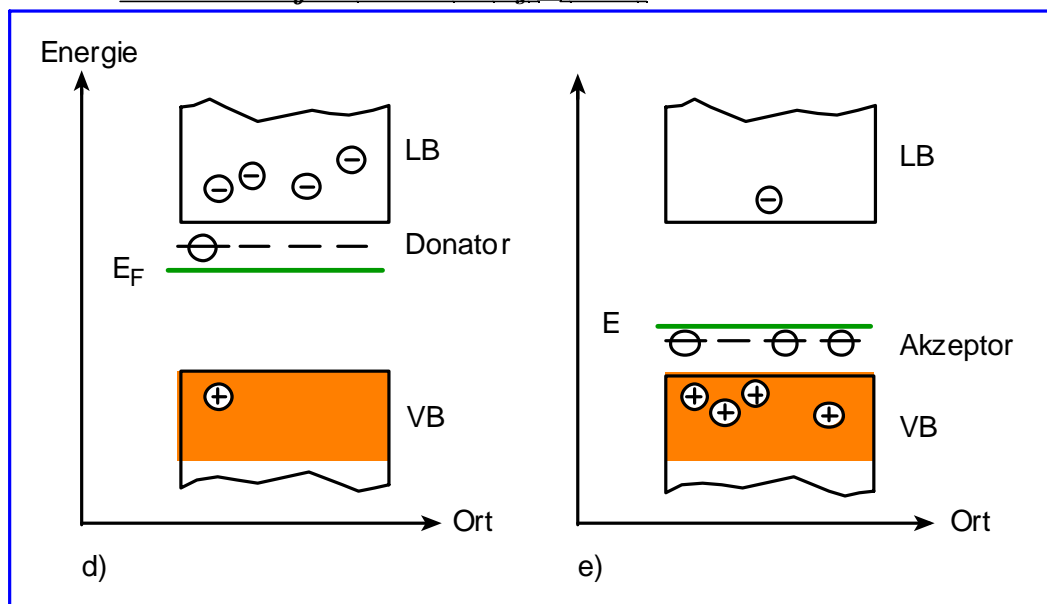 Energie
LB
LB
Donator
E_F
E
Akzeptor
VB
VB
Ort
Ort
d)
e)